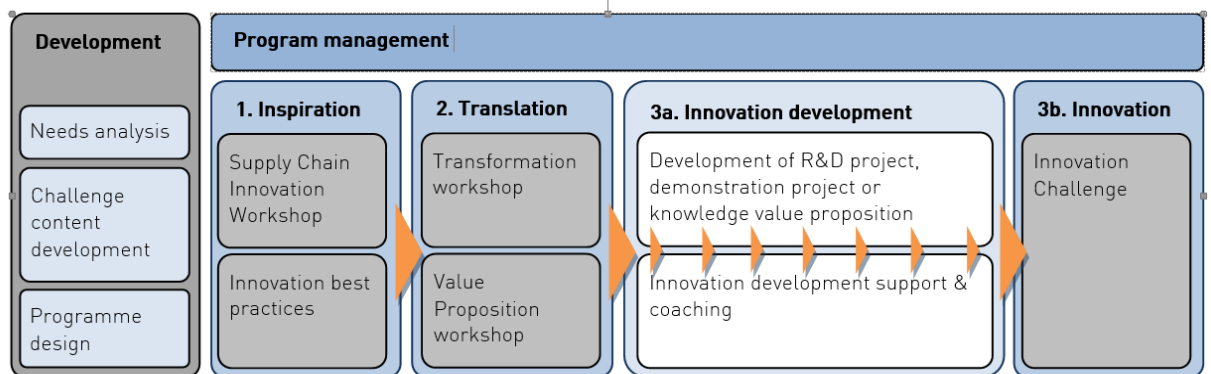 Development
Needs analysis
Challenge
content
development
Programme
design
Program management
1. Inspiration
Supply Chain
Innovation
Workshop
Innovation best
practices
2. Translation
Transformation
workshop
Value
Proposition
workshop
3a. Innovation development
Development of R&D project,
demonstration project or
knowledge value proposition
Innovation development support &
coaching
3b. Innovation
Innovation
Challenge